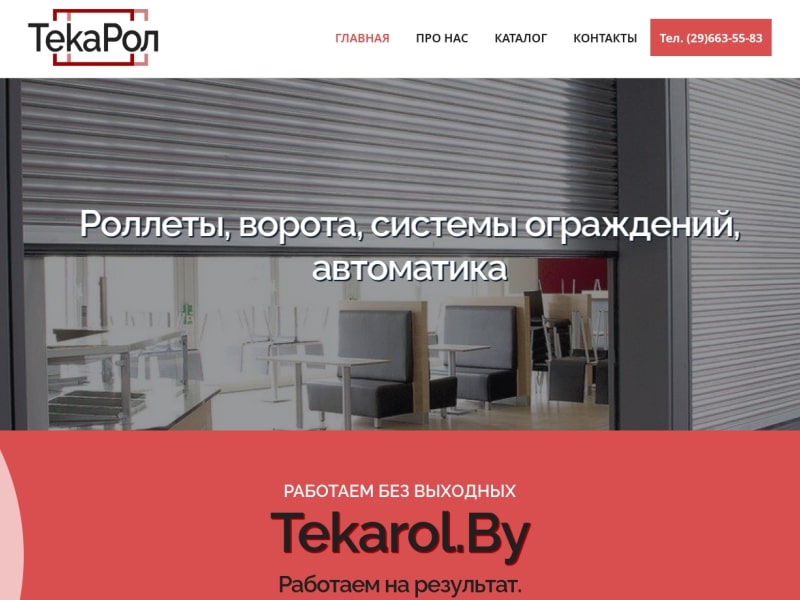 ТекаРол
ГЛАВНАЯ ПРО НАС КАТАЛОГ КОНТАКТЫ Тел. (29)663-55-83
Роллеты, ворота, системы ограждений,
автоматика
РАБОТАЕМ БЕЗ ВЫХОДНЫХ
Tekarol.By
Работаем на результат.